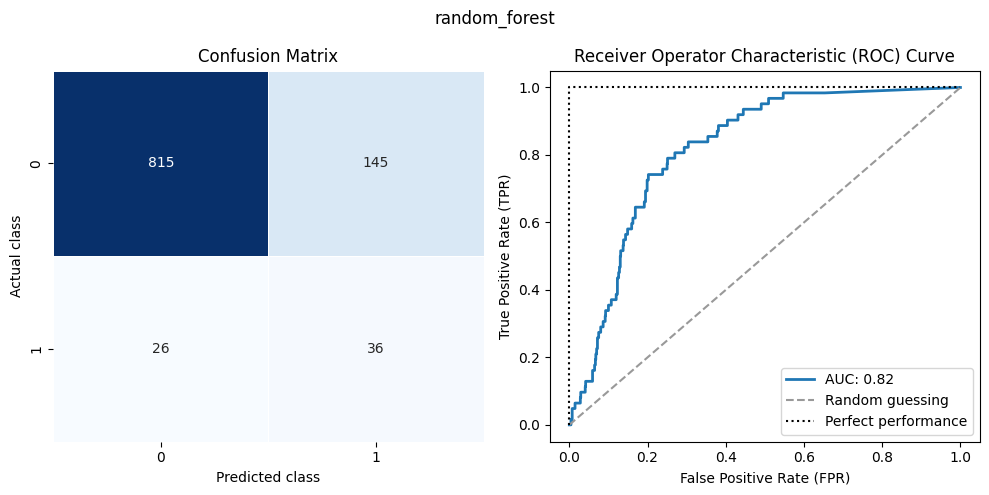 random_forest
Confusion Matrix
0
815
145
1
26
36
Actual class
0
1
Predicted class
Receiver Operator Characteristic (ROC) Curve
1.0
0.8
0.6
0.4
0.2
0.0
True Positive Rate (TPR)
AUC: 0.82
Random guessing
Perfect performance
0.0
0.2
0.4
0.6
0.8
1.0
False Positive Rate (FPR)